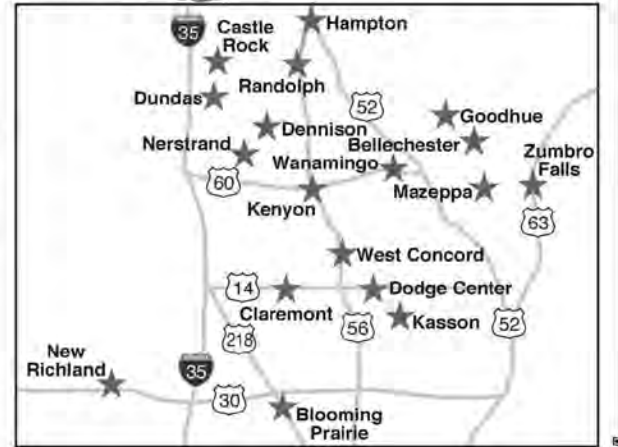 Hampton
35
Castle
Rock
Randolph
Dundas
52
Goodhue
Dennison
Bellechester
Nerstrand
Wanamingo
Zumbro
Falls
60
Mazeppa
Kenyon
63
West Concord
14
Dodge Center
Claremont
218
56
Kasson
52
New
Richland
35
30
Blooming
Prairie